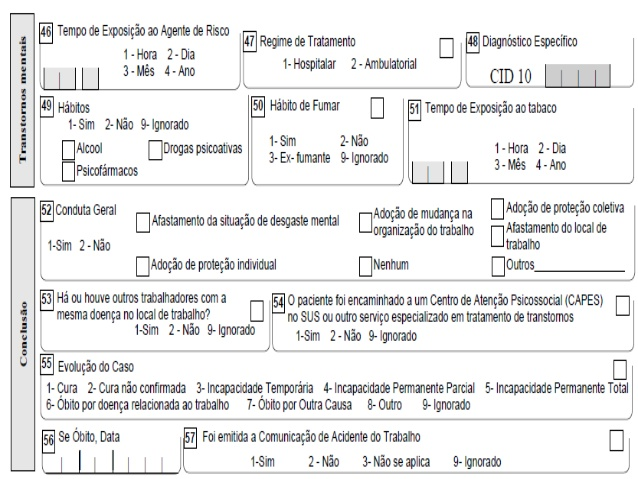 Transtornos mentais
46 Tempo de Exposição ao Agente de Risco
1 - Hora 2 - Dia
3 - Mês 4 - Ano
47 Regime de Tratamento
1- Hospitalar 2 - Ambulatorial
48 Diagnóstico Específico
CID 10
49 Hábitos
1- Sim 2- Não 9- Ignorado
Alcool Drogas psicoativas
Psicofármacos
50 Hábito de Fumar
1- Sim 2- Não
3- Ex- fumante 9- Ignorado
51 Tempo de Exposição ao tabaco
1 - Hora 2 - Dia
3 - Mês 4 - Ano
Conclusão
52 Conduta Geral
1-Sim 2 - Não
Afastamento da situação de desgaste mental
Adoção de mudança na
organização do trabalho
Adoção de proteção coletiva
Afastamento do local de
trabalho
Adoção de proteção individual
Nenhum
Outros
53 Há ou houve outros trabalhadores com a
mesma doença no local de trabalho?
1-Sim 2 - Não 9- Ignorado
54 O paciente foi encaminhado a um Centro de Atenção Psicossocial (CAPES)
no SUS ou outro serviço especializado em tratamento de transtornos
1-Sim 2 - Não 9- Ignorado
55 Evolução do Caso
1- Cura 2- Cura não confirmada 3- Incapacidade Temporária 4- Incapacidade Permanente Parcial 5- Incapacidade Permanente Total
6- Óbito por doença relacionada ao trabalho 7- Óbito por Outra Causa 8- Outro 9- Ignorado
56 Se Óbito, Data
57 Foi emitida a Comunicação de Acidente do Trabalho
1-Sim 2 - Não 3- Não se aplica 9- Ignorado